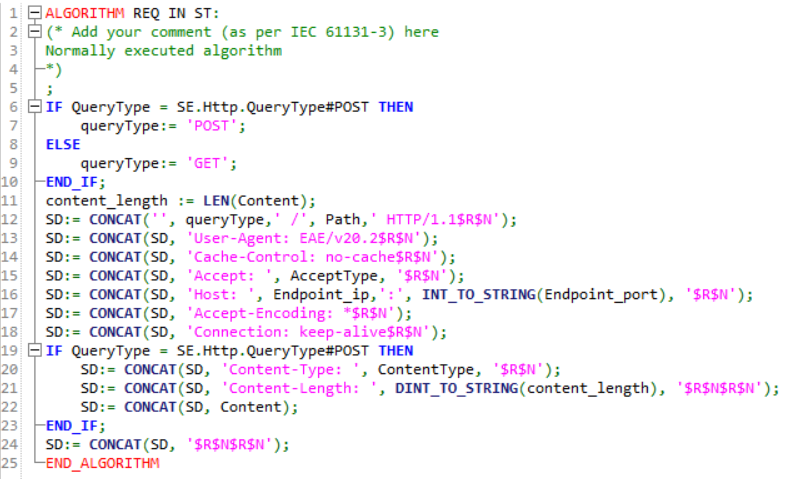 1 ALGORITHM REQ IN ST:
2 (* Add your comment (as per IEC 61131-3) here
3 Normally executed algorithm
4 *)
5 ;
6 IF QueryType = SE.Http.QueryType#POST THEN
7     queryType:= 'POST';
8 ELSE
9     queryType:= 'GET';
10 END_IF;
11 content_length := LEN(Content);
12 SD:= CONCAT('', queryType,' /', Path,' HTTP/1.1$R$N');
13 SD:= CONCAT(SD, 'User-Agent: EAE/v20.2$R$N');
14 SD:= CONCAT(SD, 'Cache-Control: no-cache$R$N');
15 SD:= CONCAT(SD, 'Accept: ', AcceptType, '$R$N');
16 SD:= CONCAT(SD, 'Host: ', Endpoint_ip,':', INT_TO_STRING(Endpoint_port), '$R$N');
17 SD:= CONCAT(SD, 'Accept-Encoding: *$R$N');
18 SD:= CONCAT(SD, 'Connection: keep-alive$R$N');
19 IF QueryType = SE.Http.QueryType#POST THEN
20     SD:= CONCAT(SD, 'Content-Type: ', ContentType, '$R$N');
21     SD:= CONCAT(SD, 'Content-Length: ', DINT_TO_STRING(content_length), '$R$N$R$N');
22     SD:= CONCAT(SD, Content);
23 END_IF;
24 SD:= CONCAT(SD, '$R$N$R$N');
25 END_ALGORITHM